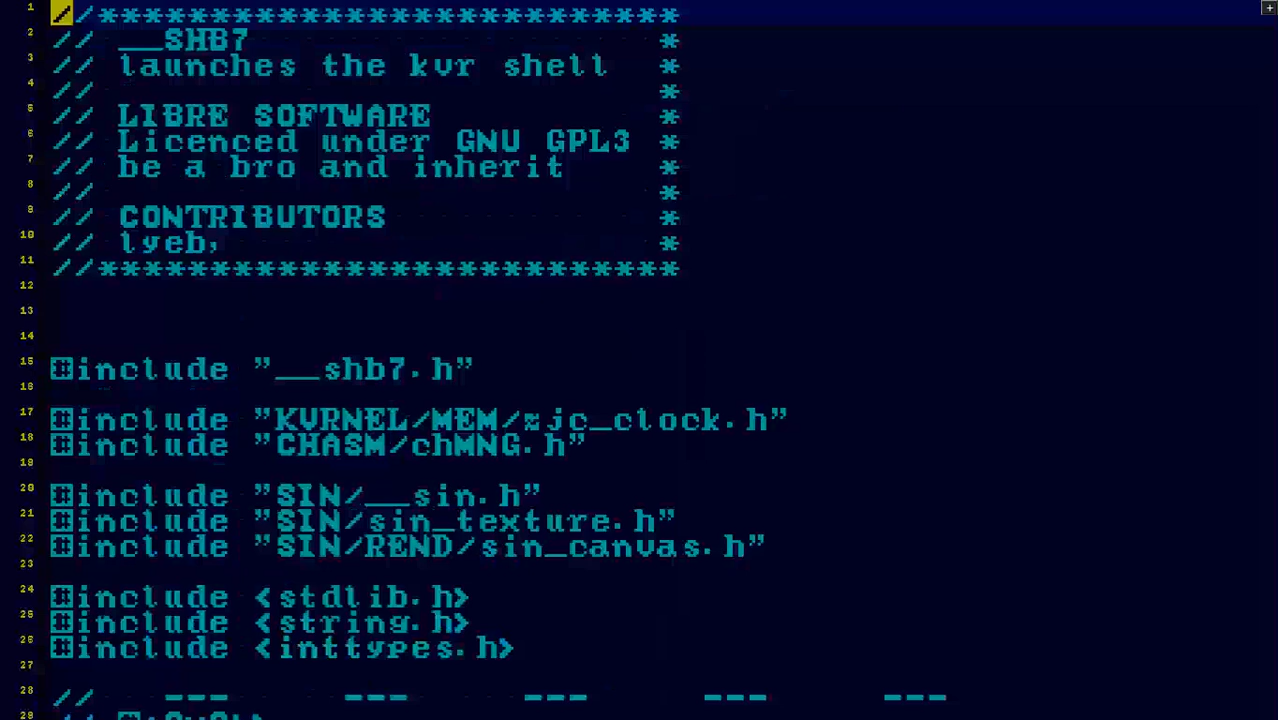 1 //**************************
2 // __SHB7 *
3 // launches the kvr shell *
4 // *
5 // LIBRE SOFTWARE *
6 // Licenced under GNU GPL3 *
7 // be a bro and inherit *
8 // *
9 // CONTRIBUTORS *
10 // lyeb, *
11 //**************************
12
13
14
15 #include "__shb7.h"
16
17 #include "KVRNEL/MEM/zjc_clock.h"
18 #include "CHASM/chMNG.h"
19
20 #include "SIN/__sin.h"
21 #include "SIN/sin_texture.h"
22 #include "SIN/REND/sin_canvas.h"
23
24 #include <stdlib.h>
25 #include <string.h>
26 #include <inttypes.h>
27
28 // --- --- --- --- ---
29 //